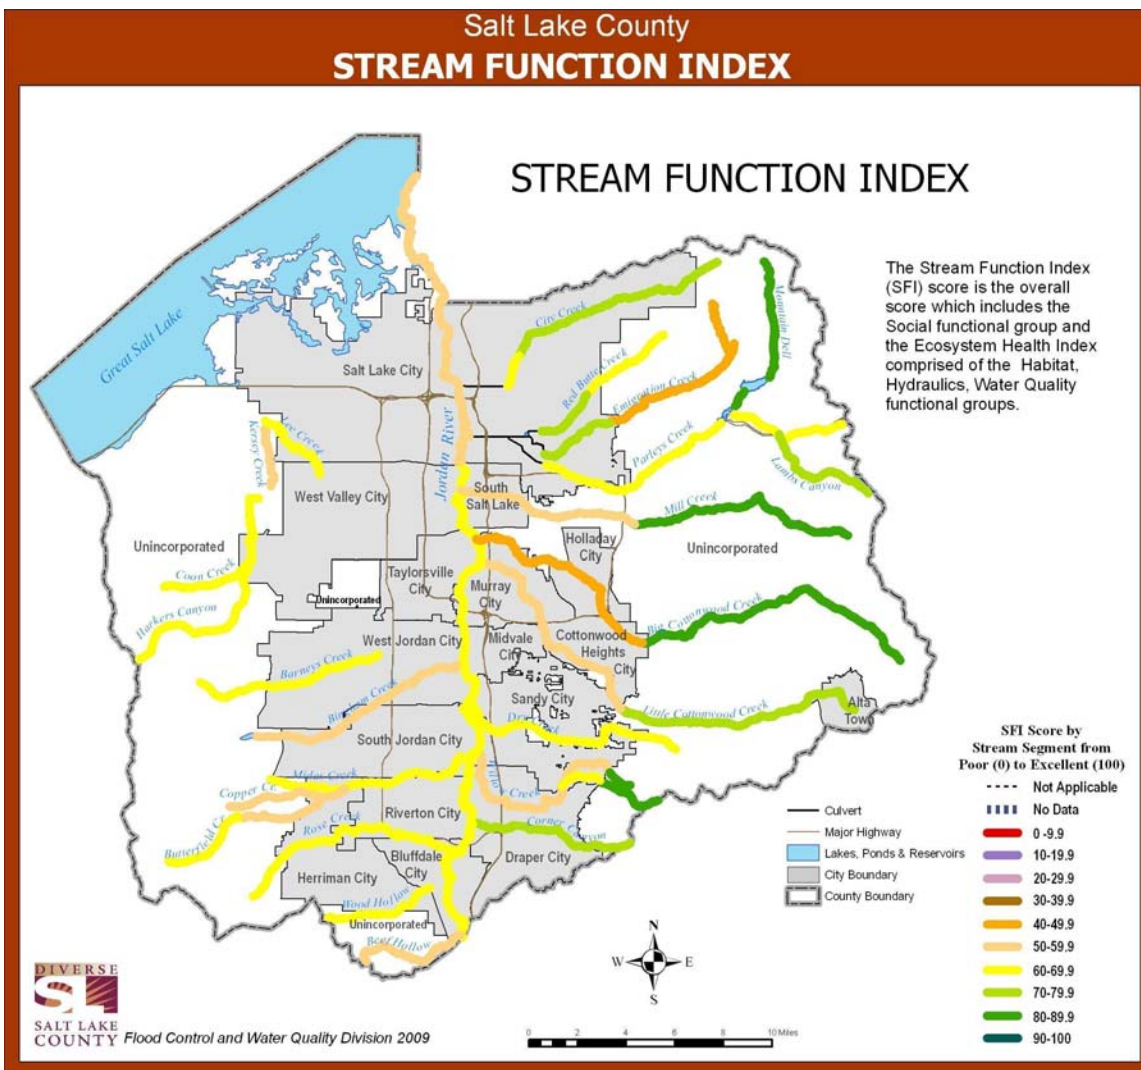 Salt Lake County
STREAM FUNCTION INDEX
STREAM FUNCTION INDEX
The Stream Function Index
(SFI) score is the overall
score which includes the
Social functional group and
the Ecosystem Health Index
comprised of the Habitat,
Hydraulics, Water Quality
functional groups.
Great Salt Lake
Salt Lake City
City Creek
Mountain Dell
Red Butte Creek
Emigration Creek
Parleys Creek
Lambs Canyon
Jordan River
Kersey Creek
Lee Creek
West Valley City
South
Salt Lake
Mill Creek
Unincorporated
Holladay
City
Unincorporated
Coon Creek
Harkers Canyon
Taylorsville
City
Unincorporated
Murray
City
Big Cottonwood Creek
West Jordan City
Midvale
City
Cottonwood
Heights
City
Barneys Creek
Bingham Creek
Sandy City
Little Cottonwood Creek
Alta
Town
South Jordan City
Dry Creek
Midas Creek
Willow Creek
Copper Cr.
Butterfield Cr.
Riverton City
Rose Creek
Corner Canyon
Bluffdale
City
Draper City
Herriman City
Wood Hollow
Unincorporated
Beef Hollow
Culvert
Major Highway
Lakes, Ponds & Reservoirs
City Boundary
County Boundary
SFI Score by
Stream Segment from
Poor (0) to Excellent (100)
Not Applicable
No Data
0 -9.9
10-19.9
20-29.9
30-39.9
40-49.9
50-59.9
60-69.9
70-79.9
80-89.9
90-100
N
W
E
S
0 2 4 6 8 10 Miles
DIVERSE
SL
SALT LAKE
COUNTY
Flood Control and Water Quality Division 2009